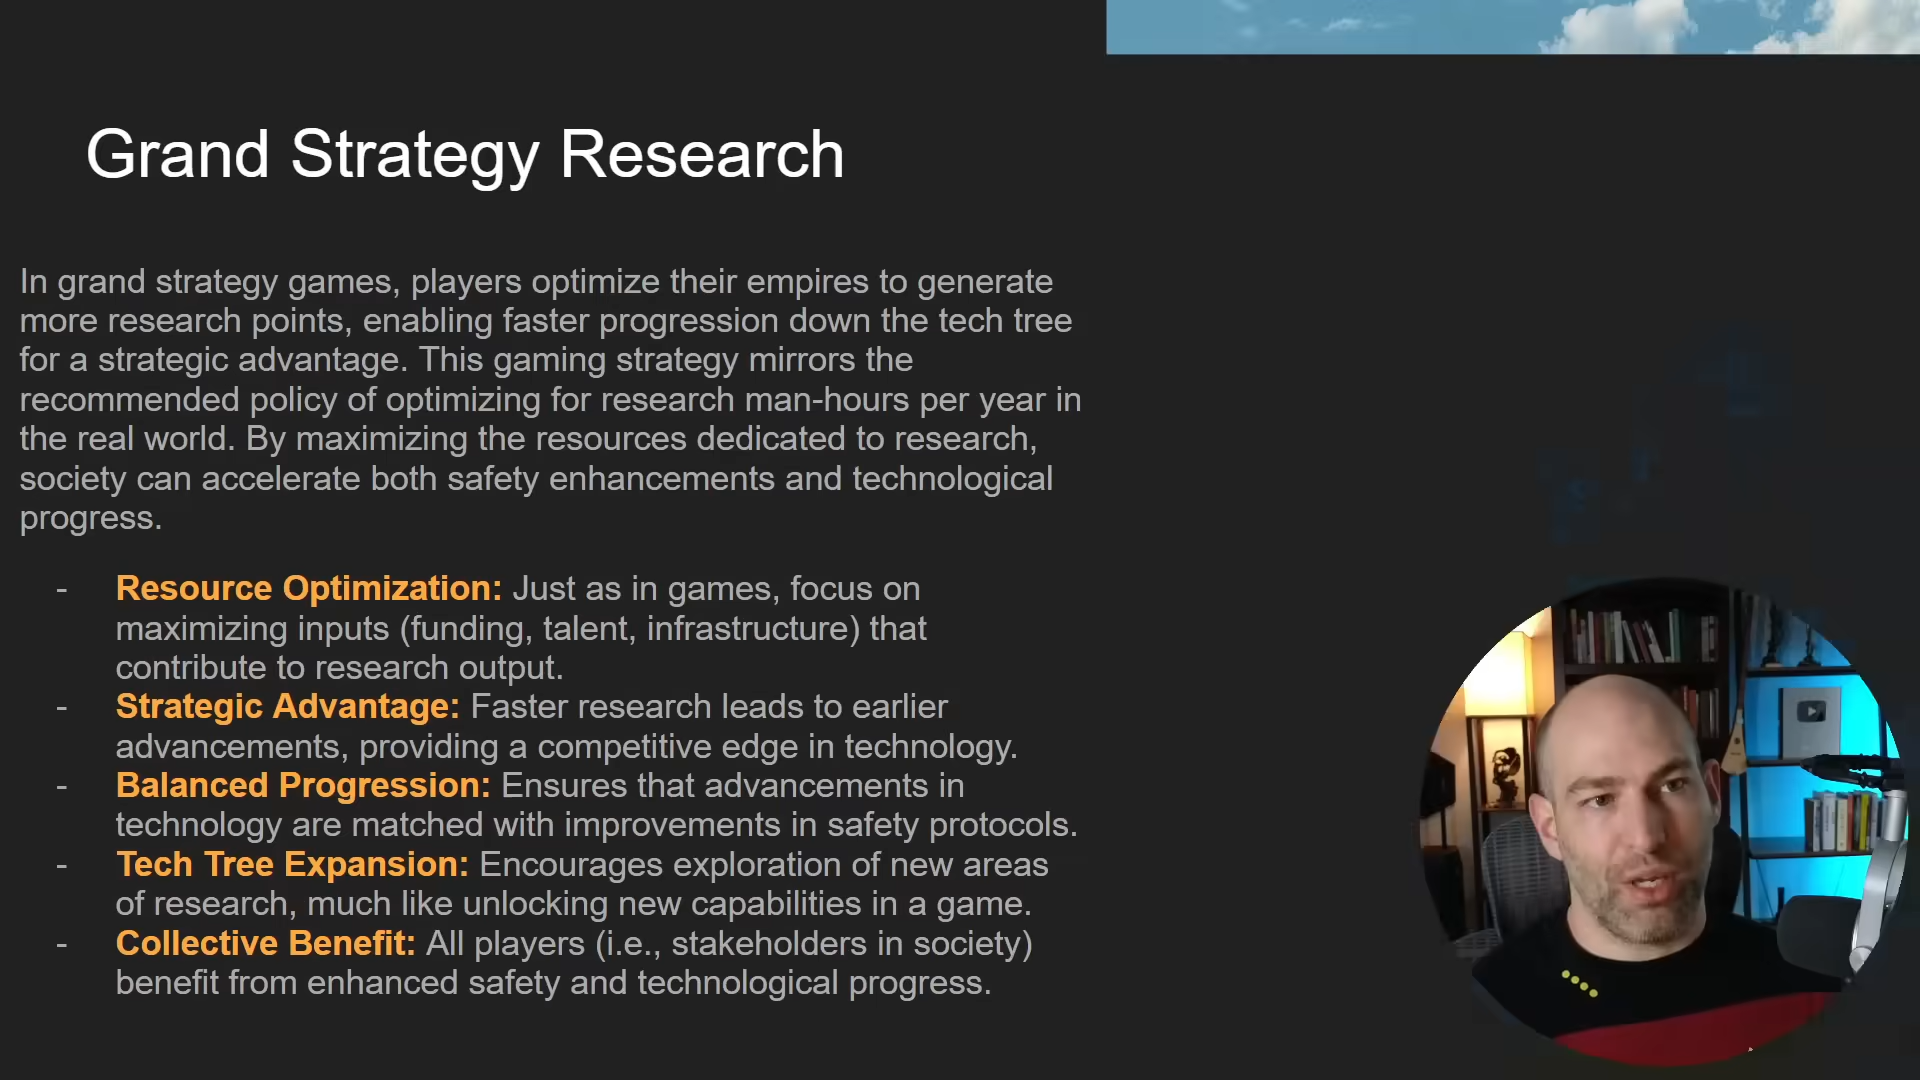 Grand Strategy Research
In grand strategy games, players optimize their empires to generate
more research points, enabling faster progression down the tech tree
for a strategic advantage. This gaming strategy mirrors the
recommended policy of optimizing for research man-hours per year in
the real world. By maximizing the resources dedicated to research,
society can accelerate both safety enhancements and technological
progress.
- Resource Optimization: Just as in games, focus on
maximizing inputs (funding, talent, infrastructure) that
contribute to research output.
- Strategic Advantage: Faster research leads to earlier
advancements, providing a competitive edge in technology.
- Balanced Progression: Ensures that advancements in
technology are matched with improvements in safety protocols.
- Tech Tree Expansion: Encourages exploration of new areas
of research, much like unlocking new capabilities in a game.
- Collective Benefit: All players (i.e., stakeholders in society)
benefit from enhanced safety and technological progress.